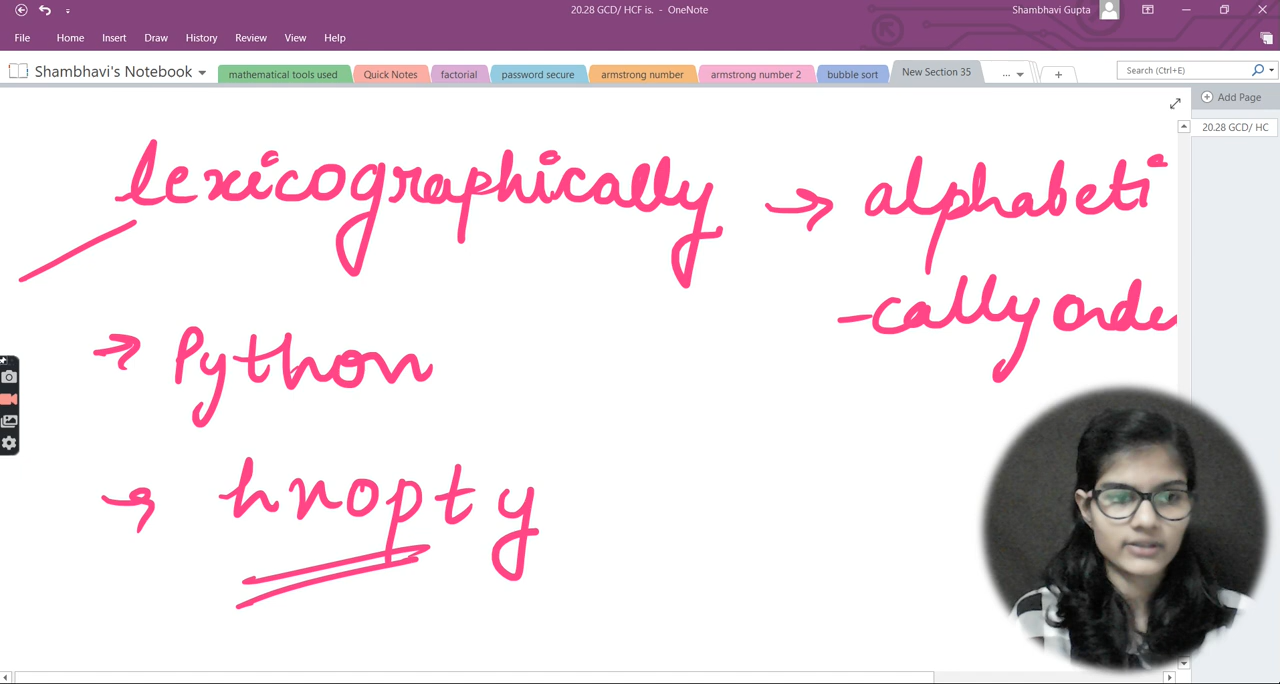 20.28 GCD/ HCF is. - OneNote
Shambhavi Gupta
File Home Insert Draw History Review View Help
Shambhavi's Notebook
mathematical tools used Quick Notes factorial password secure armstrong number armstrong number 2 bubble sort New Section 35 ... +
Search (Ctrl+E)
Add Page
20.28 GCD/ HC
lexicographically → alphabeti
-cally orde
→ Python
→ hnopty